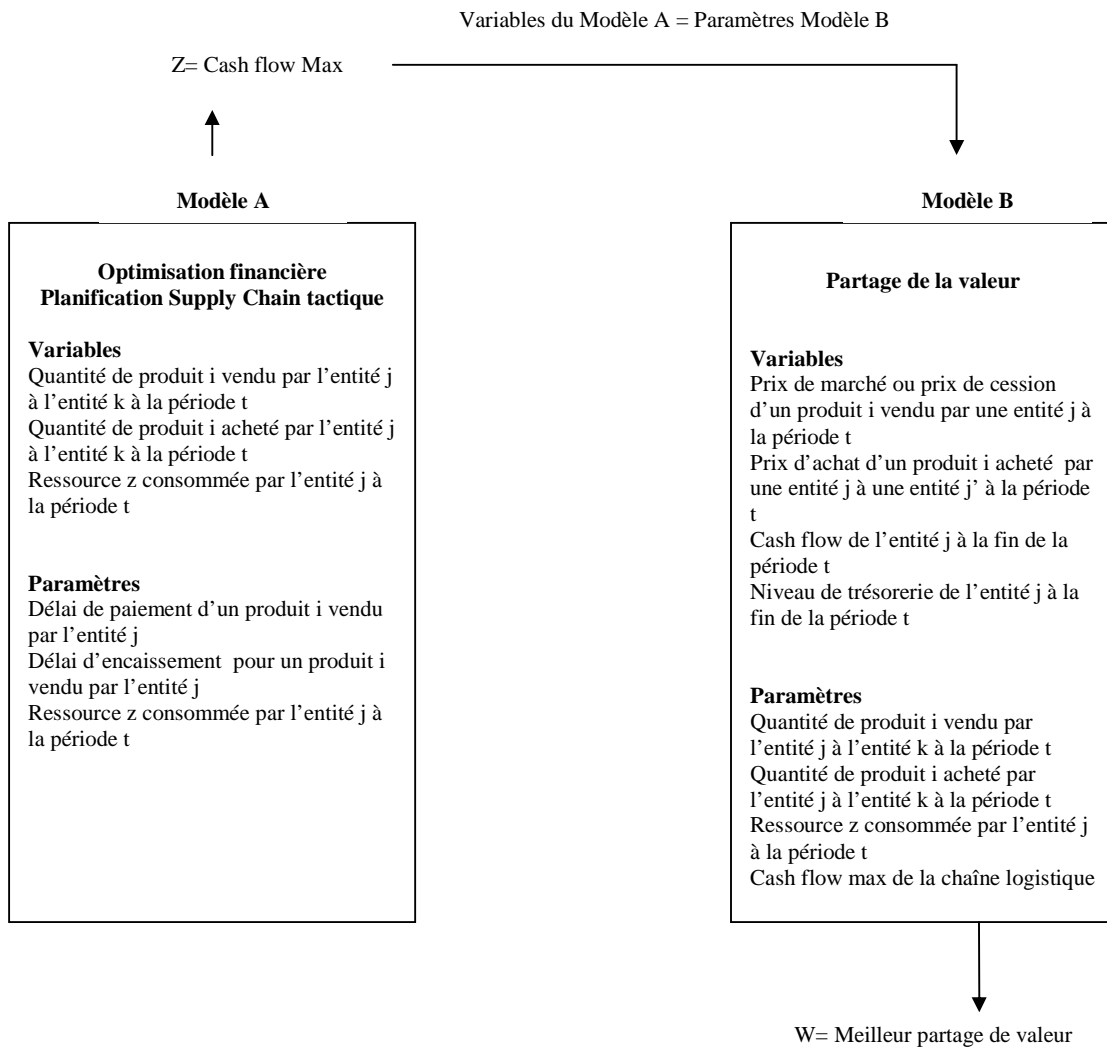 Variables du Modèle A = Paramètres Modèle B
Z= Cash flow Max
Modèle A
Optimisation financière
Planification Supply Chain tactique
Variables
Quantité de produit i vendu par l’entité j
à l’entité k à la période t
Quantité de produit i acheté par l’entité j
à l’entité k à la période t
Ressource z consommée par l’entité j à
la période t
Paramètres
Délai de paiement d’un produit i vendu
par l’entité j
Délai d’encaissement pour un produit i
vendu par l’entité j
Ressource z consommée par l’entité j à
la période t
Modèle B
Partage de la valeur
Variables
Prix de marché ou prix de cession
d’un produit i vendu par une entité j à
la période t
Prix d’achat d’un produit i acheté par
une entité j à une entité j’ à la période
t
Cash flow de l’entité j à la fin de la
période t
Niveau de trésorerie de l’entité j à la
fin de la période t
Paramètres
Quantité de produit i vendu par
l’entité j à l’entité k à la période t
Quantité de produit i acheté par
l’entité j à l’entité k à la période t
Ressource z consommée par l’entité j
à la période t
Cash flow max de la chaîne logistique
W= Meilleur partage de valeur